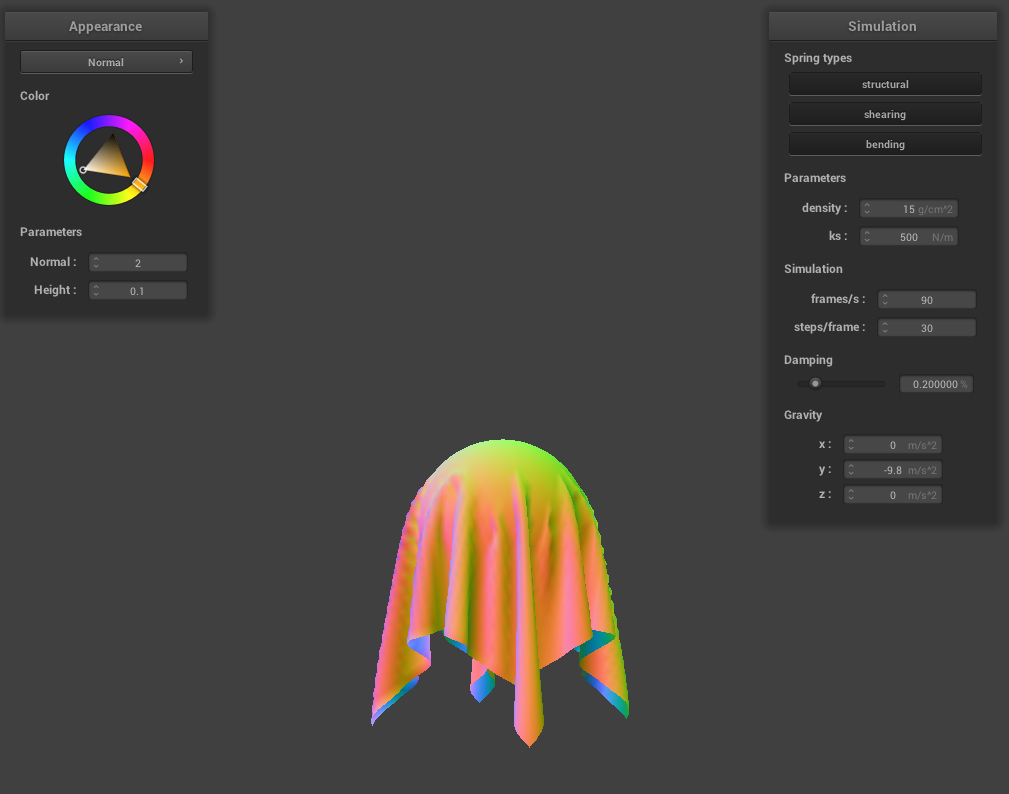 Appearance
Normal ›
Color
Parameters
Normal : 2
Height : 0.1
Simulation
Spring types
structural
shearing
bending
Parameters
density : 15 g/cm^2
ks : 500 N/m
Simulation
frames/s : 90
steps/frame : 30
Damping
0.200000 %
Gravity
x : 0 m/s^2
y : -9.8 m/s^2
z : 0 m/s^2